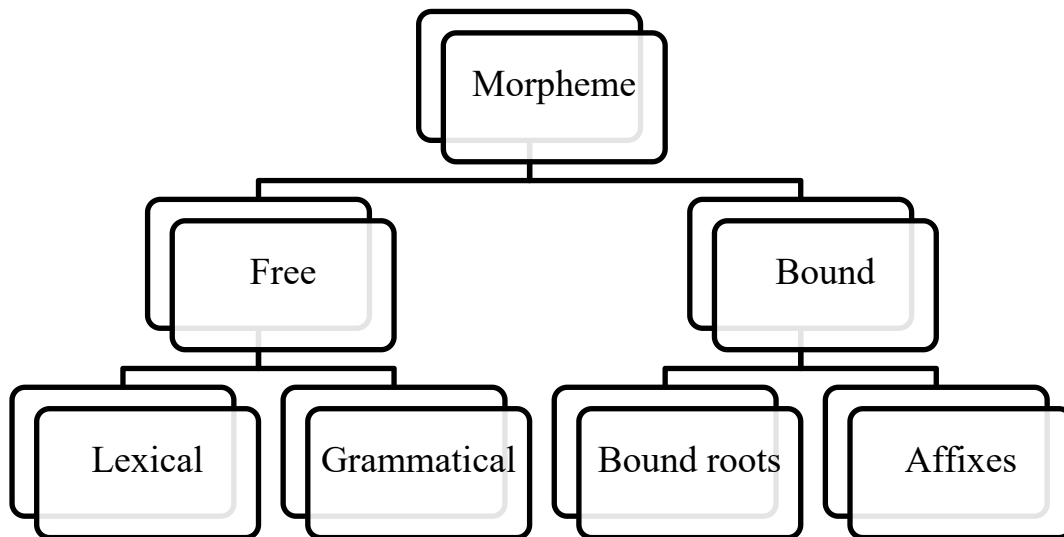 Morpheme
Free
Bound
Lexical
Grammatical
Bound roots
Affixes